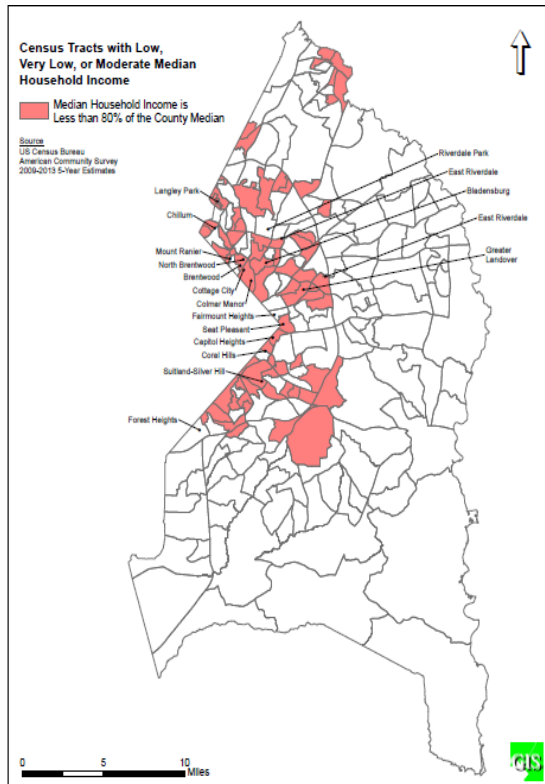 Census Tracts with Low,
Very Low, or Moderate Median
Household Income
Median Household Income is
Less than 80% of the County Median
Source
US Census Bureau
American Community Survey
2009-2013 5-Year Estimates
Riverdale Park
East Riverdale
Bladensburg
East Riverdale
Greater
Landover
Langley Park
Chillum
Mount Ranier
North Brentwood
Brentwood
Cottage City
Colmar Manor
Fairmount Heights
Seat Pleasant
Capitol Heights
Coral Hills
Suitland-Silver Hill
Forest Heights
0 5 10
Miles
GIS